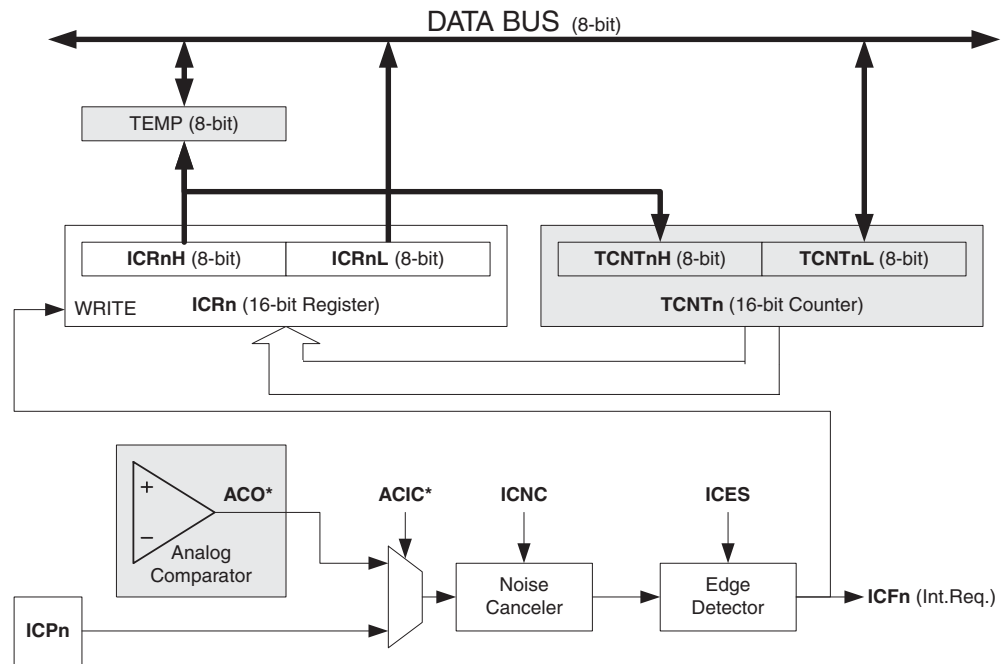 DATA BUS (8-bit)
TEMP (8-bit)
ICRnH (8-bit)
ICRnL (8-bit)
TCNTnH (8-bit)
TCNTnL (8-bit)
WRITE
ICRn (16-bit Register)
TCNTn (16-bit Counter)
+
−
ACO*
Analog
Comparator
ACIC*
ICNC
ICES
Noise
Canceler
Edge
Detector
ICFn (Int.Req.)
ICPn